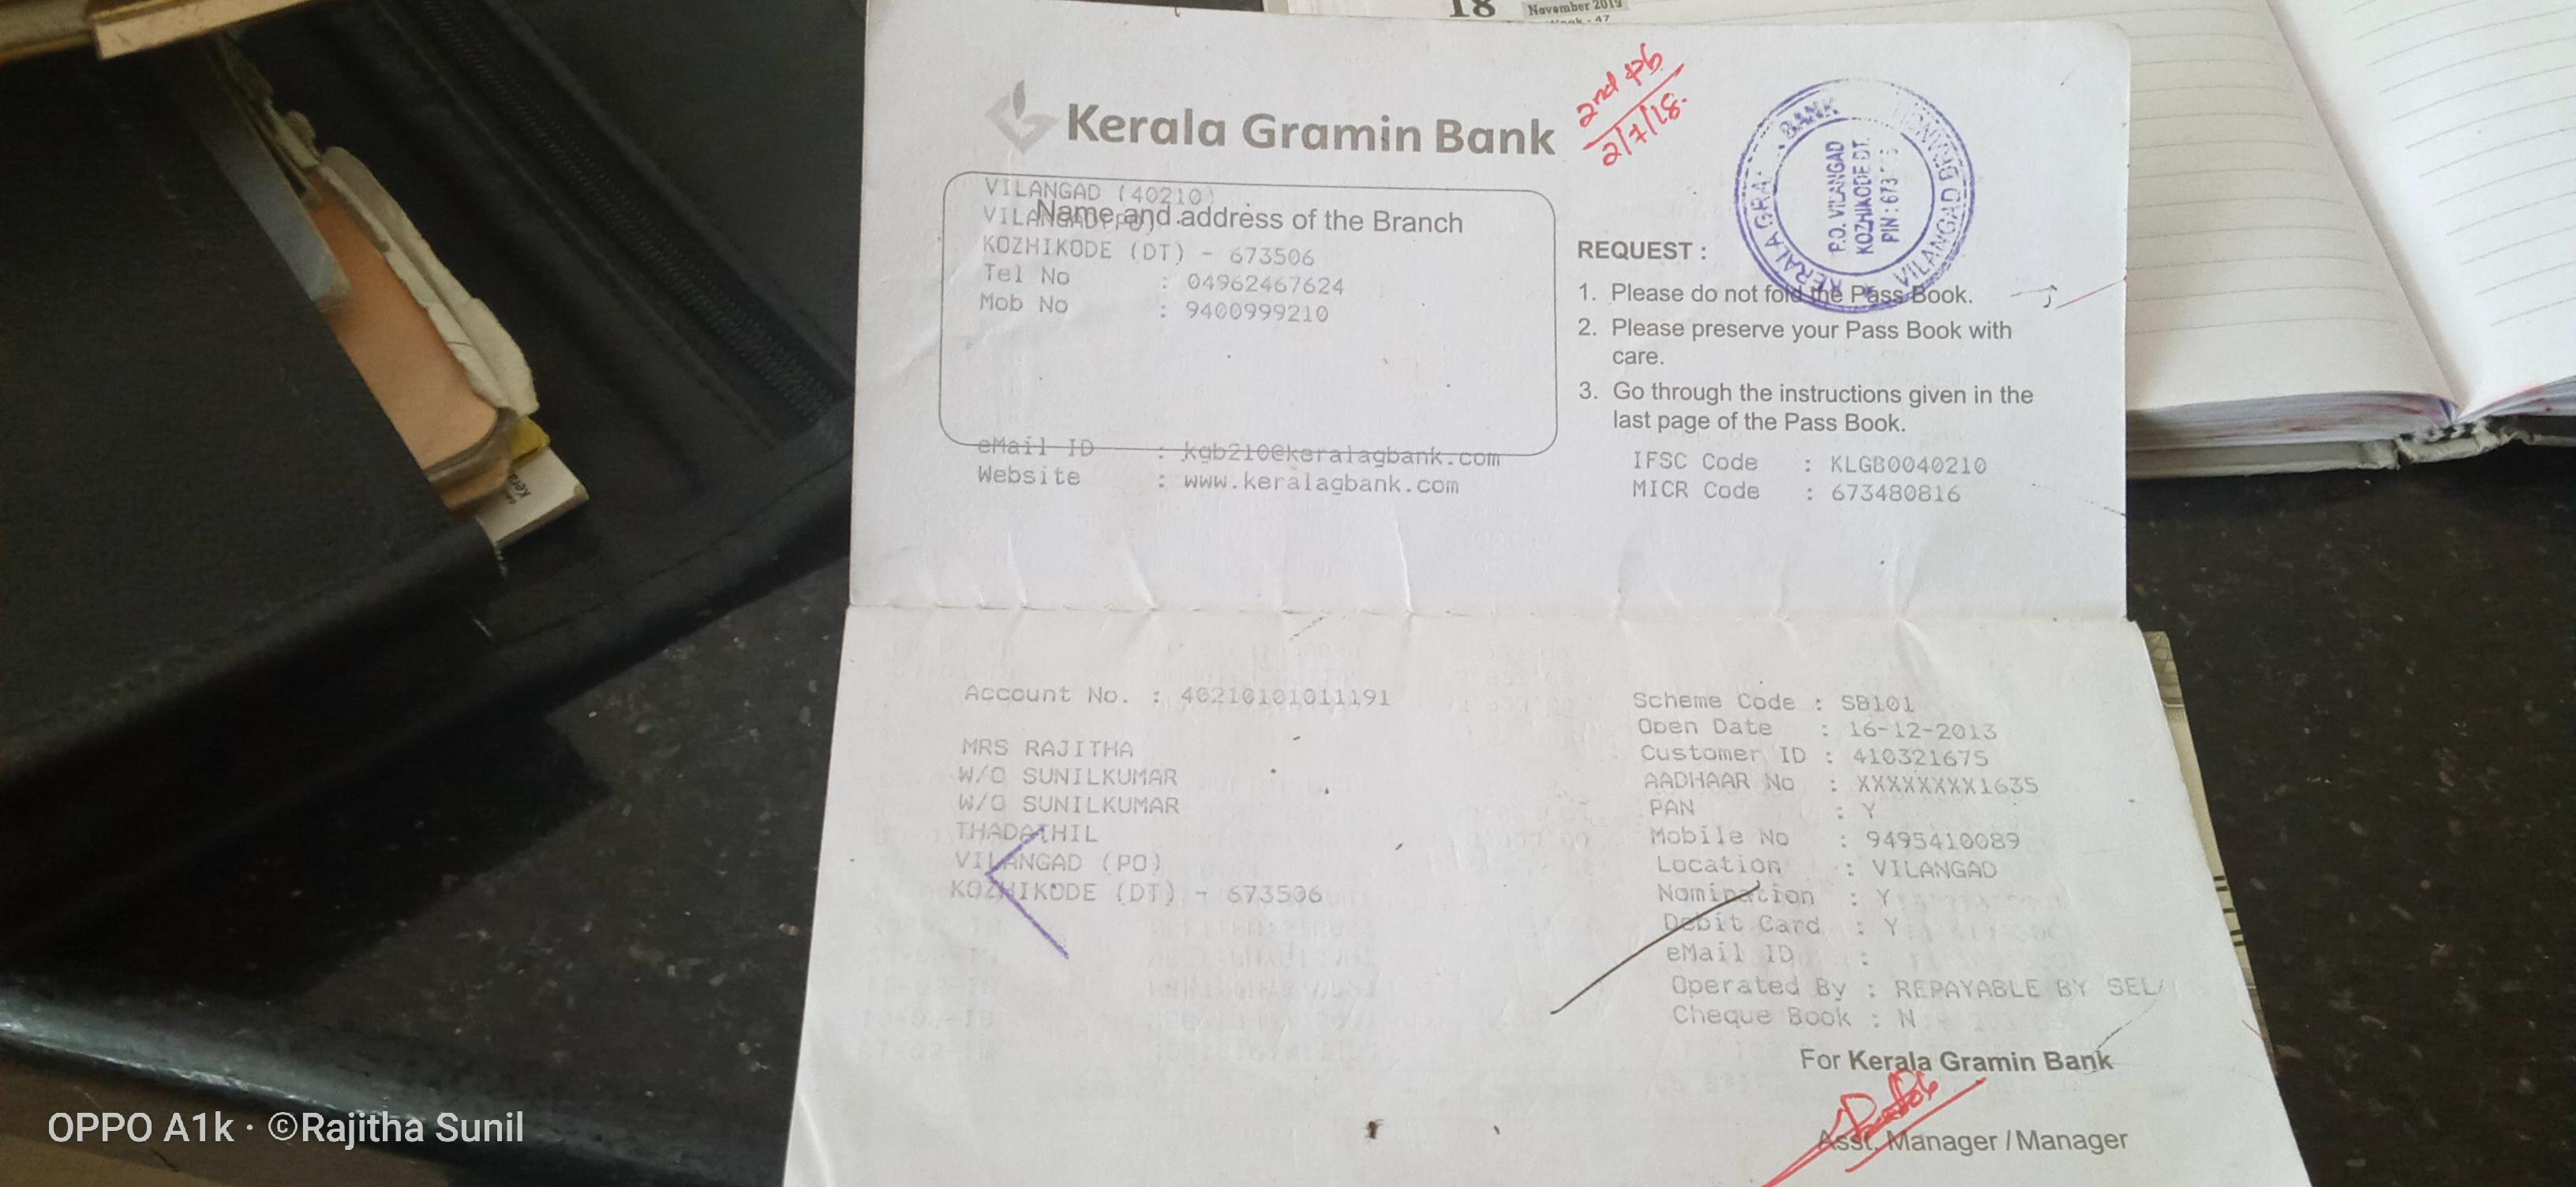 18
November 2019
Week - 47
Kerala Gramin Bank
2nd Pb
2/7/18.
KERALA GRAMIN BANK
VILANGAD BRANCH
P.O. VILANGAD
KOZHIKODE DT.
PIN : 673
VILANGAD (40210)
Name and address of the Branch
VILANGAD(PO)
KOZHIKODE (DT) - 673506
Tel No : 04962467624
Mob No : 9400999210
eMail ID : kgb210@keralagbank.com
Website : www.keralagbank.com
REQUEST :
1. Please do not fold the Pass Book.
2. Please preserve your Pass Book with
care.
3. Go through the instructions given in the
last page of the Pass Book.
IFSC Code : KLGB0040210
MICR Code : 673480816
Account No. : 40210101011191
MRS RAJITHA
W/O SUNILKUMAR
W/O SUNILKUMAR
THADATHIL
VILANGAD (PO)
KOZHIKODE (DT) - 673506
Scheme Code : SB101
Open Date : 16-12-2013
Customer ID : 410321675
AADHAAR No : XXXXXXXX1635
PAN : Y
Mobile No : 9495410089
Location : VILANGAD
Nomination : Y
Debit Card : Y
eMail ID :
Operated By : REPAYABLE BY SEL
Cheque Book : N
For Kerala Gramin Bank
Asst. Manager / Manager
OPPO A1k · ©Rajitha Sunil